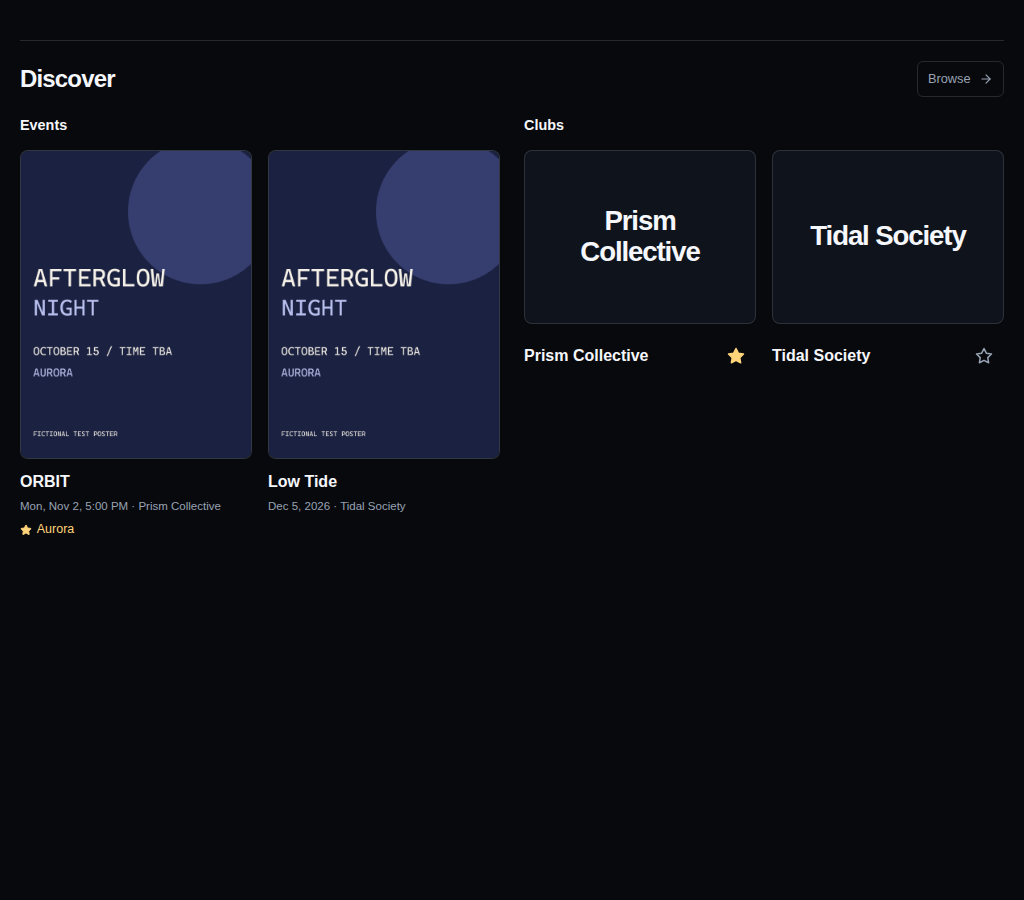 Discover
Browse
Events
AFTERGLOW
NIGHT
OCTOBER 15 / TIME TBA
AURORA
FICTIONAL TEST POSTER
ORBIT
Mon, Nov 2, 5:00 PM · Prism Collective
Aurora
AFTERGLOW
NIGHT
OCTOBER 15 / TIME TBA
AURORA
FICTIONAL TEST POSTER
Low Tide
Dec 5, 2026 · Tidal Society
Clubs
Prism
Collective
Prism Collective
Tidal Society
Tidal Society